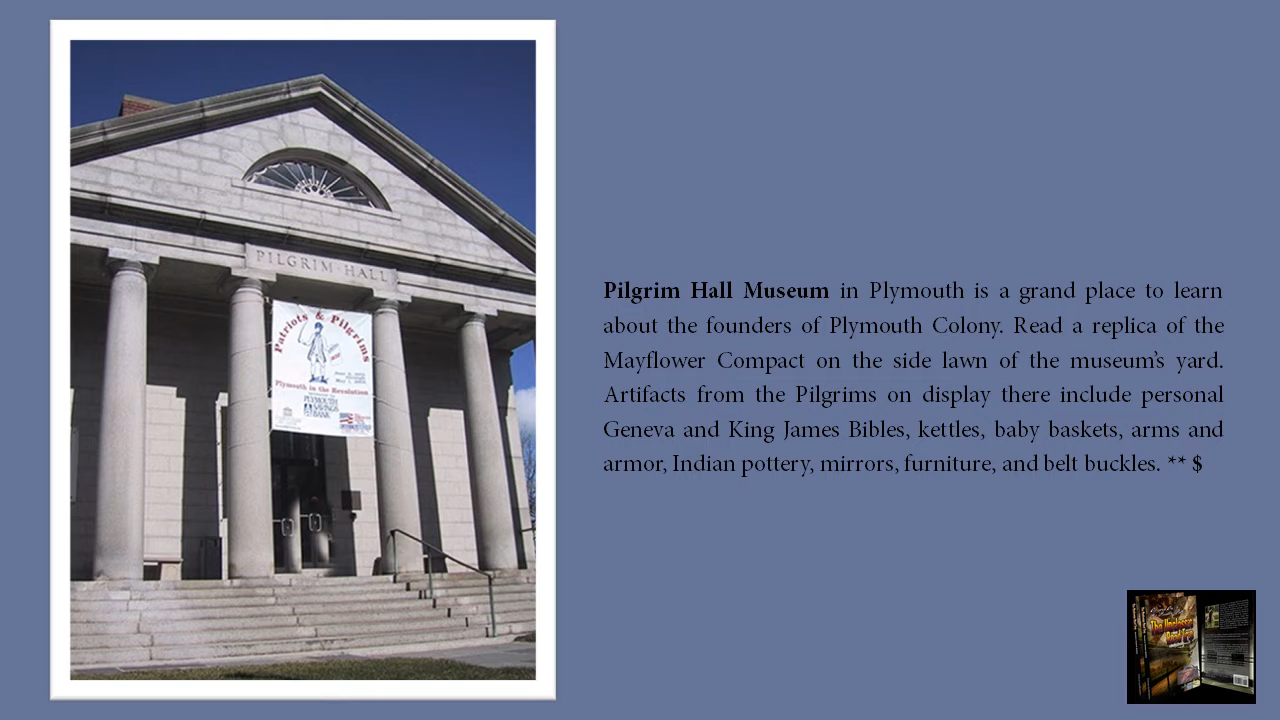 PILGRIM HALL
Patriots & Pilgrims
Plymouth in the Revolution
PLYMOUTH
SAVINGS
BANK
Pilgrim Hall Museum in Plymouth is a grand place to learn
about the founders of Plymouth Colony. Read a replica of the
Mayflower Compact on the side lawn of the museum’s yard.
Artifacts from the Pilgrims on display there include personal
Geneva and King James Bibles, kettles, baby baskets, arms and
armor, Indian pottery, mirrors, furniture, and belt buckles. ** $